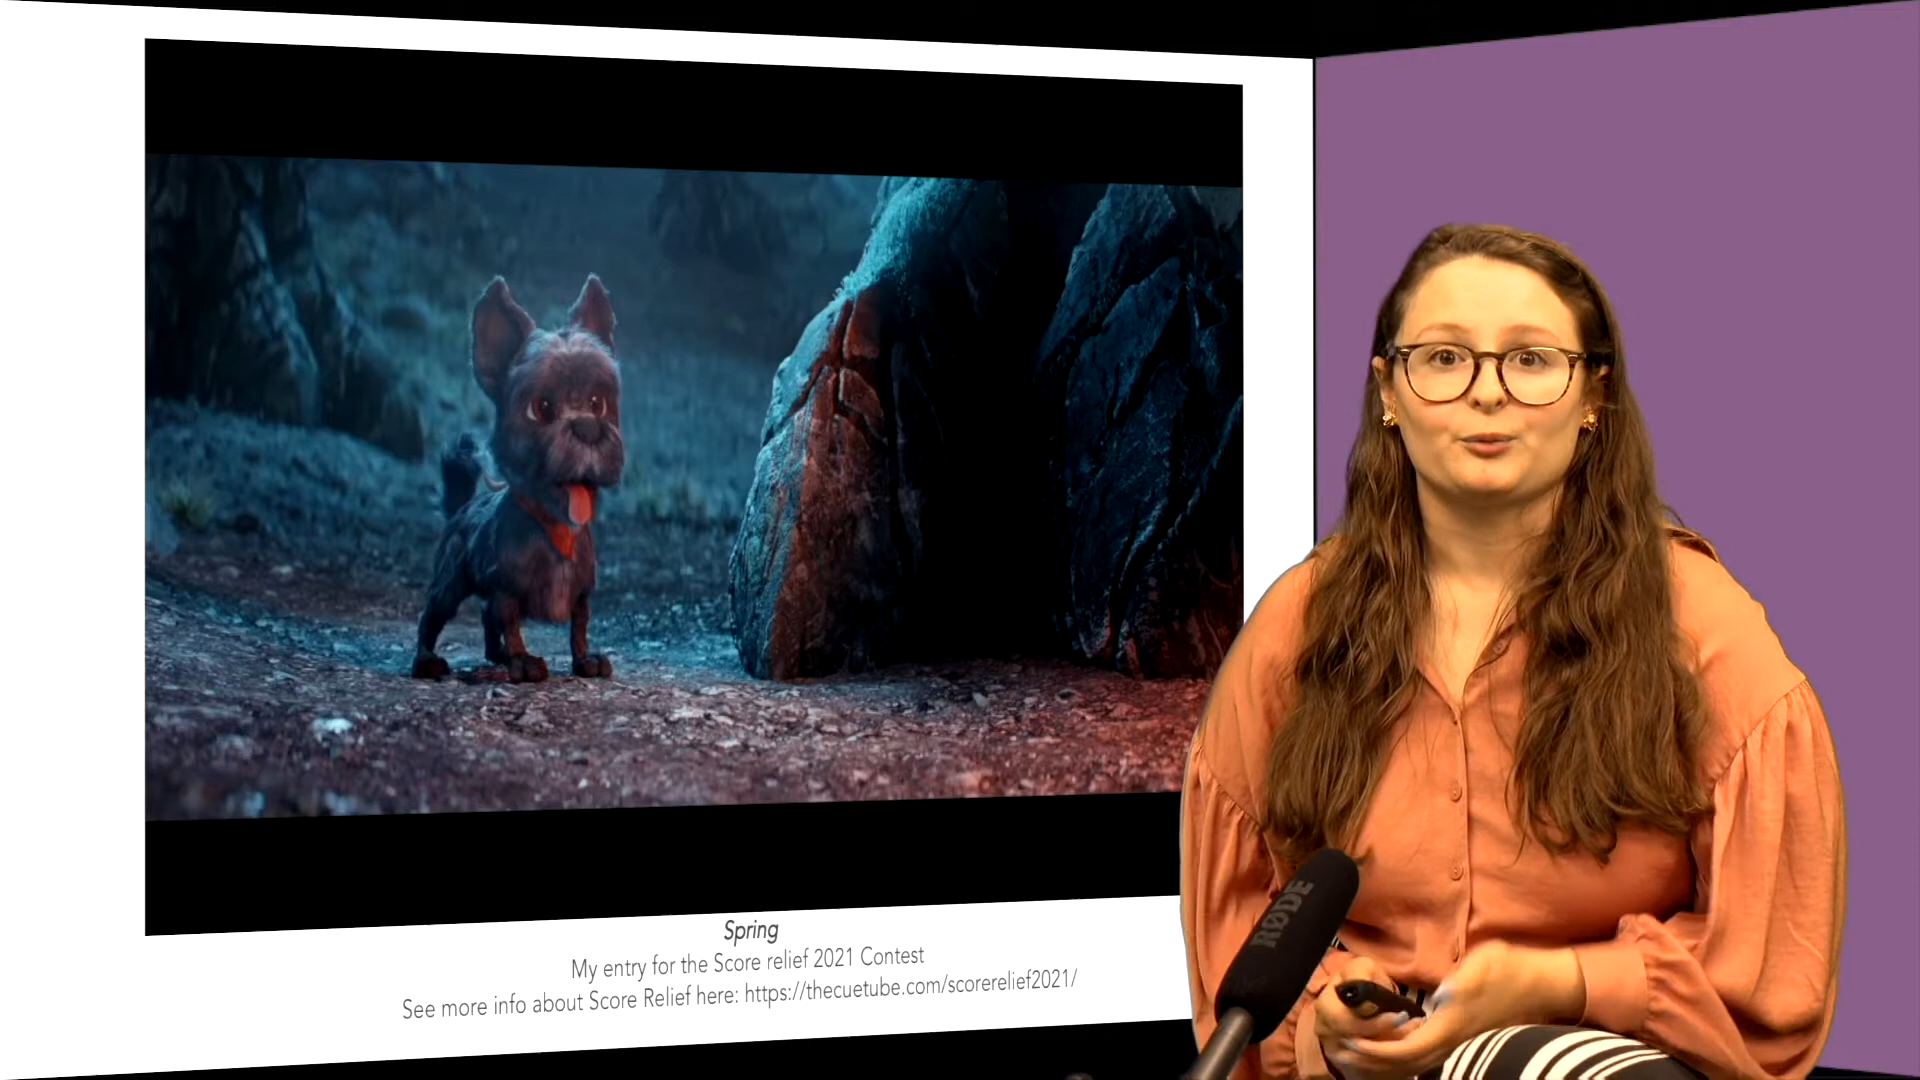 Spring
My entry for the Score relief 2021 Contest
See more info about Score Relief here: https://thecuetube.com/scorerelief2021/
RØDE